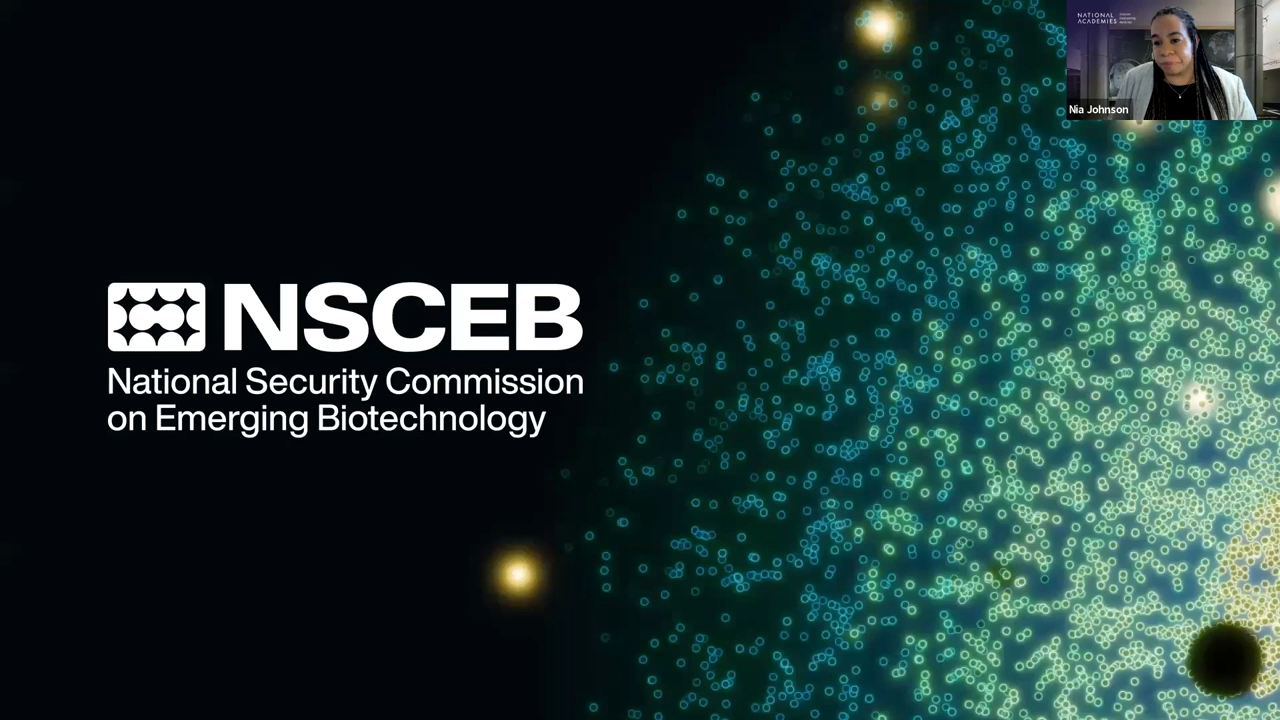 NSCEB
National Security Commission
on Emerging Biotechnology
NATIONAL
ACADEMIES
Nia Johnson